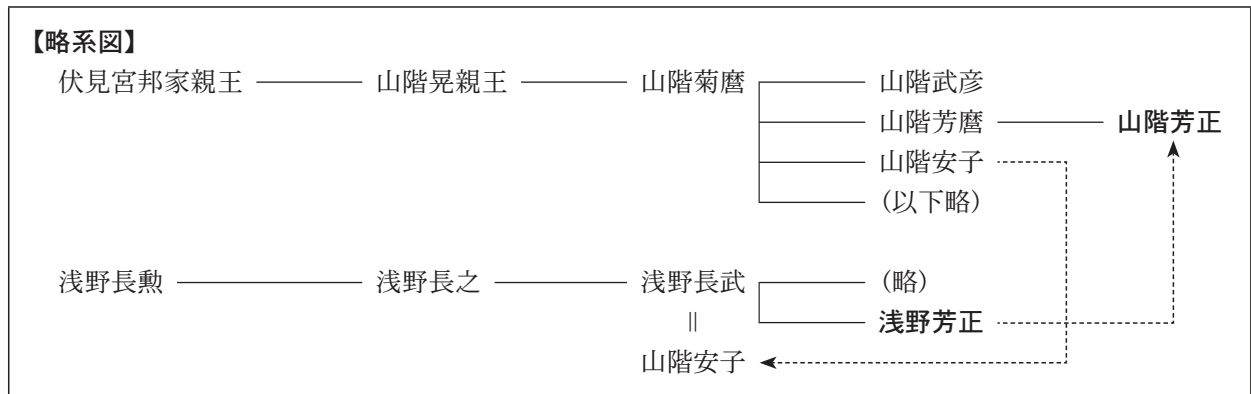 【略系図】
伏見宮邦家親王 山階晃親王 山階菊麿 山階武彦
山階芳麿 山階芳正
山階安子
(以下略)
浅野長勲 浅野長之 浅野長武 (略)
|| 浅野芳正
山階安子